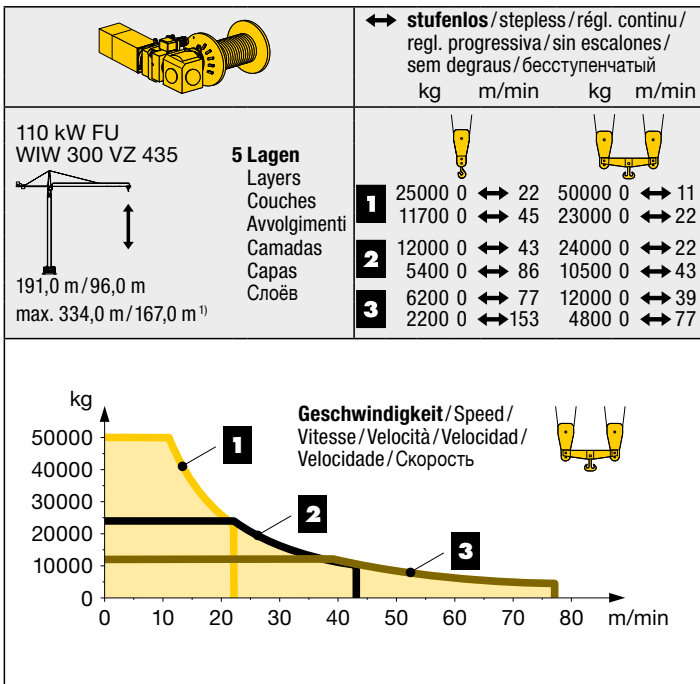 ↔ stufenlos / stepless / régl. continu /
regl. progressiva / sin escalones /
sem degraus / бесступенчатый
kg m/min kg m/min
110 kW FU
WIW 300 VZ 435
191,0 m / 96,0 m
max. 334,0 m / 167,0 m 1)
5 Lagen
Layers
Couches
Avvolgimenti
Camadas
Capas
Слоёв
1
25000 0 ↔ 22 50000 0 ↔ 11
11700 0 ↔ 45 23000 0 ↔ 22
2
12000 0 ↔ 43 24000 0 ↔ 22
5400 0 ↔ 86 10500 0 ↔ 43
3
6200 0 ↔ 77 12000 0 ↔ 39
2200 0 ↔ 153 4800 0 ↔ 77
kg
50000
40000
30000
20000
10000
0
Geschwindigkeit / Speed /
Vitesse / Velocità / Velocidad /
Velocidade / Скорость
1
2
3
0 10 20 30 40 50 60 70 80 m/min